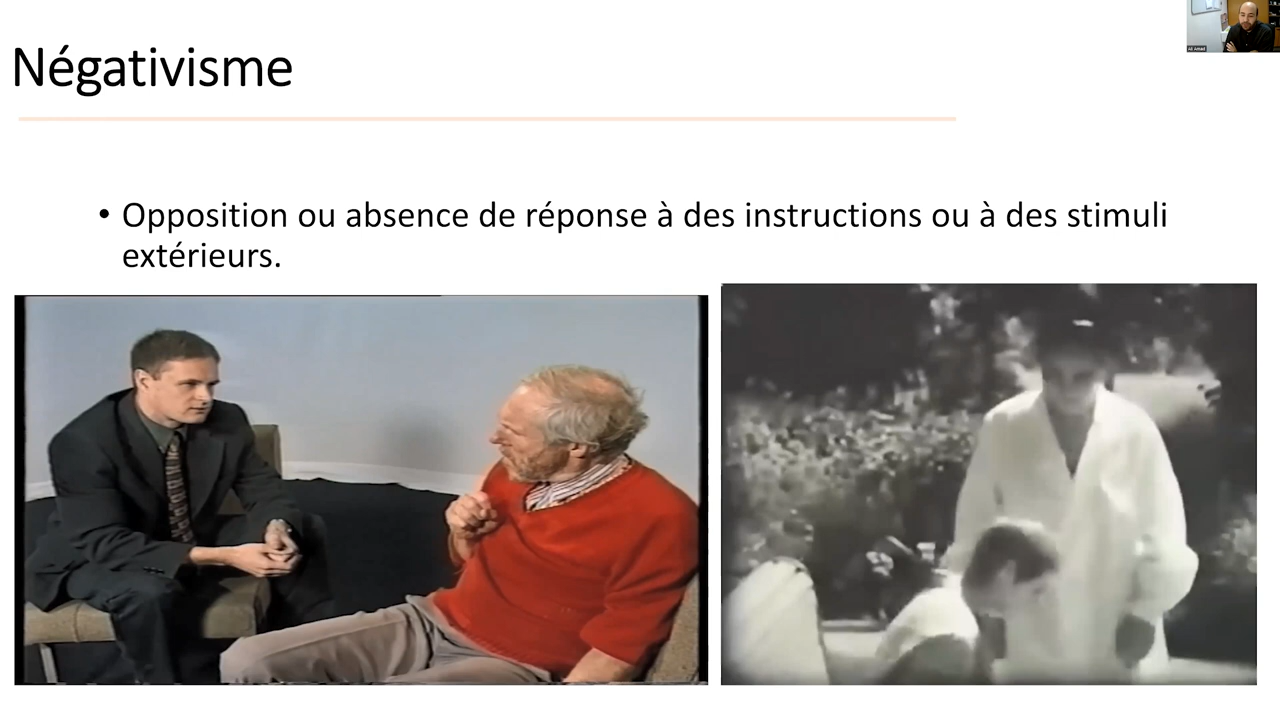 Négativisme
• Opposition ou absence de réponse à des instructions ou à des stimuli
extérieurs.